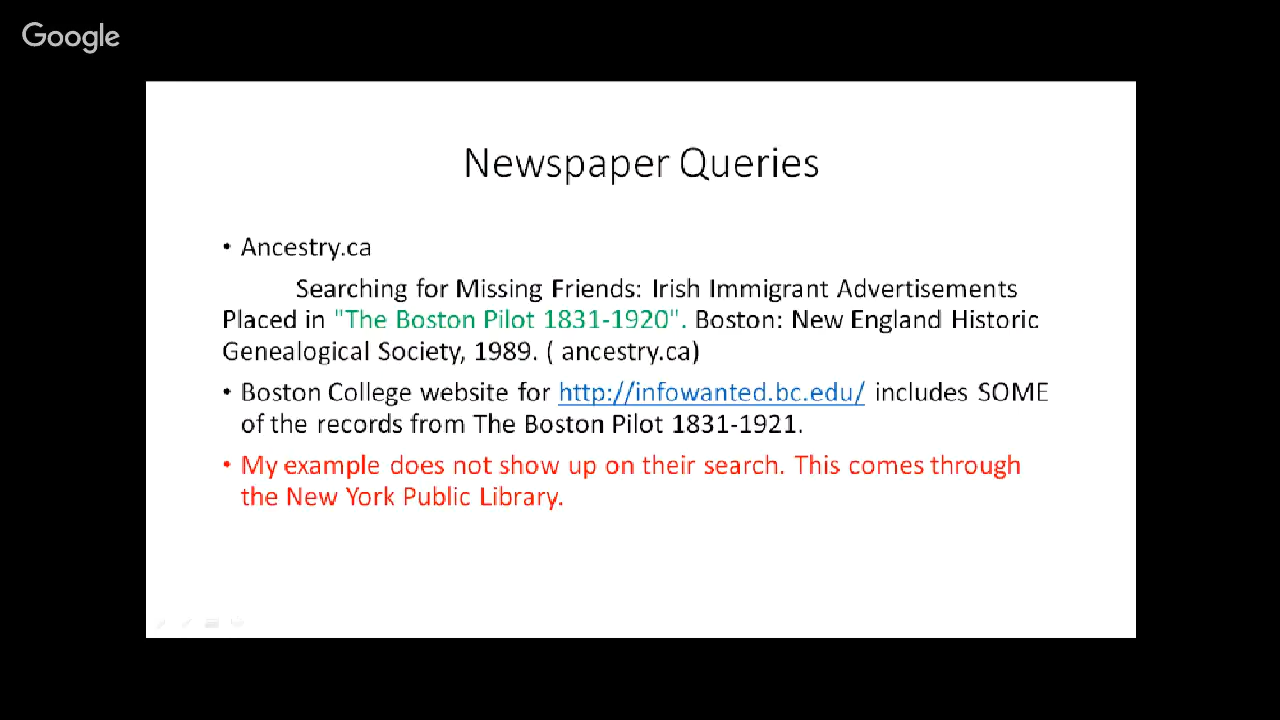 Google
Newspaper Queries
• Ancestry.ca
Searching for Missing Friends: Irish Immigrant Advertisements
Placed in "The Boston Pilot 1831-1920". Boston: New England Historic
Genealogical Society, 1989. ( ancestry.ca)
• Boston College website for http://infowanted.bc.edu/ includes SOME
of the records from The Boston Pilot 1831-1921.
• My example does not show up on their search. This comes through
the New York Public Library.